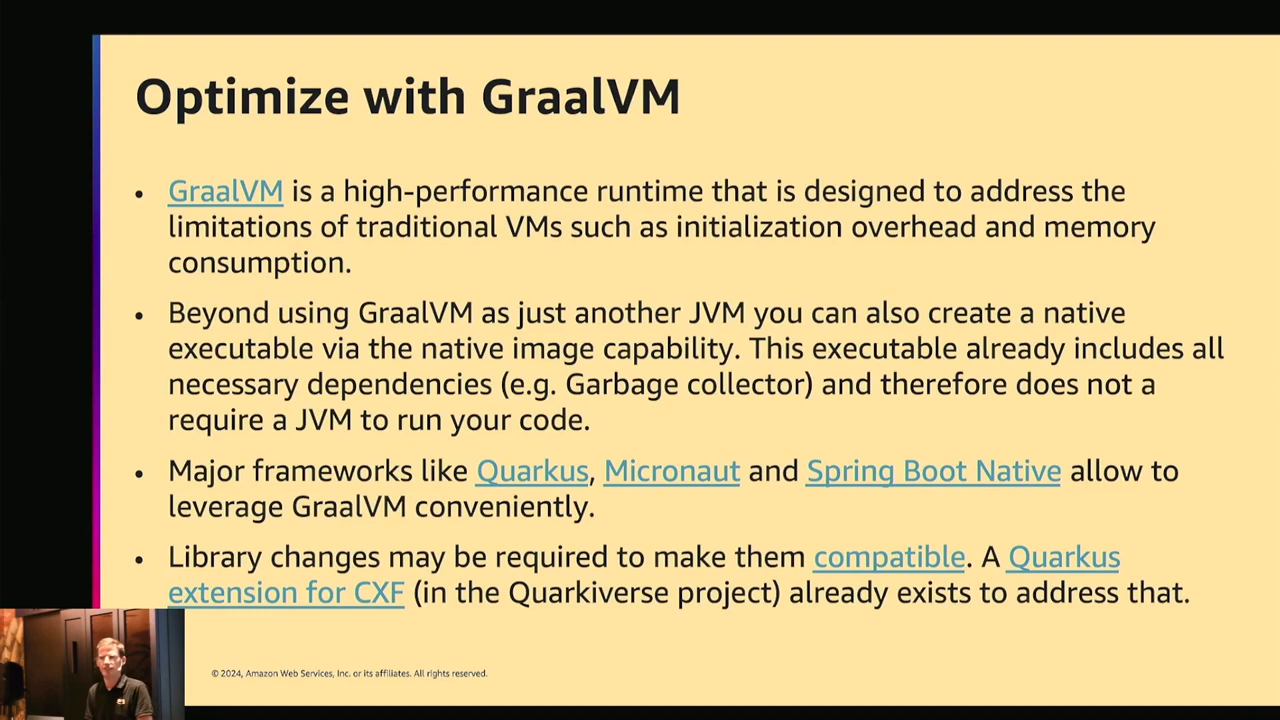 Optimize with GraalVM
• GraalVM is a high-performance runtime that is designed to address the
limitations of traditional VMs such as initialization overhead and memory
consumption.
• Beyond using GraalVM as just another JVM you can also create a native
executable via the native image capability. This executable already includes all
necessary dependencies (e.g. Garbage collector) and therefore does not a
require a JVM to run your code.
• Major frameworks like Quarkus, Micronaut and Spring Boot Native allow to
leverage GraalVM conveniently.
• Library changes may be required to make them compatible. A Quarkus
extension for CXF (in the Quarkiverse project) already exists to address that.
© 2024, Amazon Web Services, Inc. or its affiliates. All rights reserved.